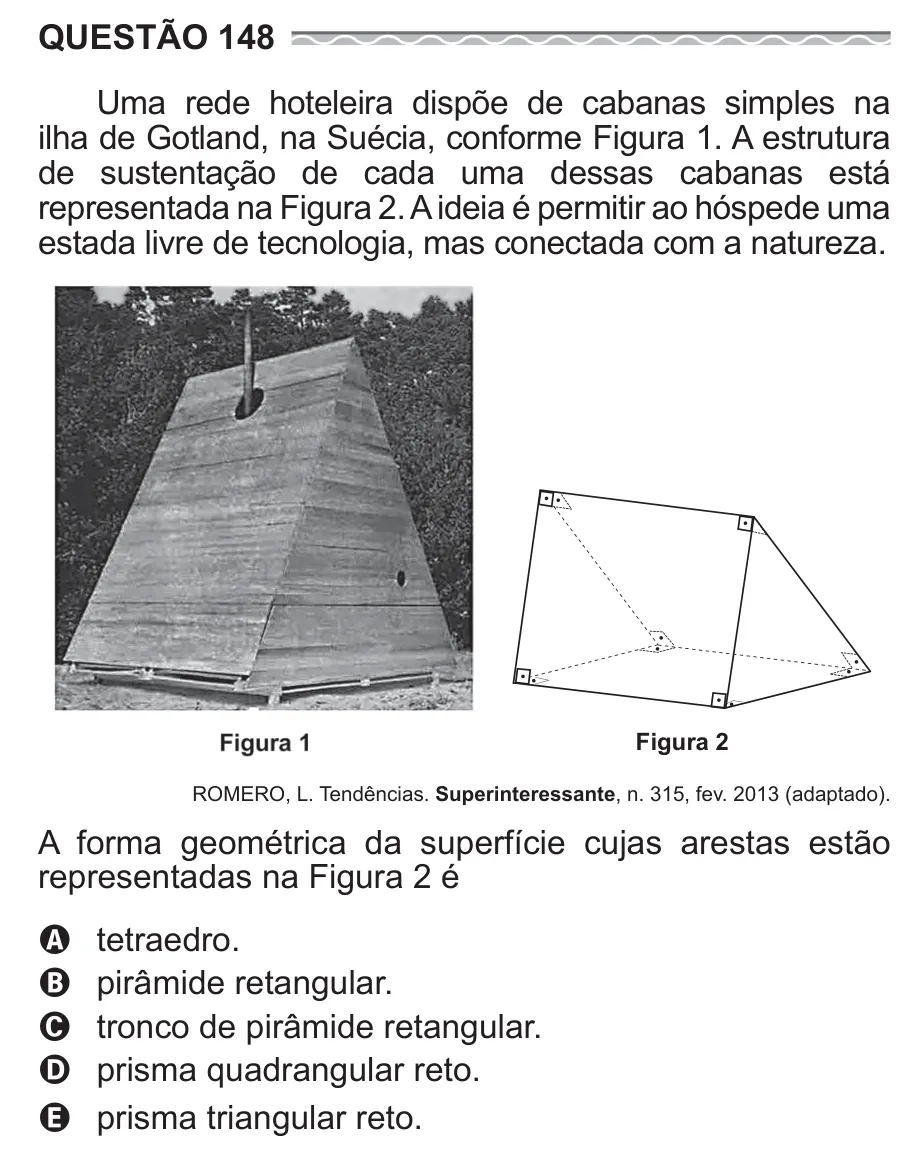 QUESTÃO 148
Uma rede hoteleira dispõe de cabanas simples na
ilha de Gotland, na Suécia, conforme Figura 1. A estrutura
de sustentação de cada uma dessas cabanas está
representada na Figura 2. A ideia é permitir ao hóspede uma
estada livre de tecnologia, mas conectada com a natureza.
Figura 1
Figura 2
ROMERO, L. Tendências. Superinteressante, n. 315, fev. 2013 (adaptado).
A forma geométrica da superfície cujas arestas estão
representadas na Figura 2 é
A tetraedro.
B pirâmide retangular.
C tronco de pirâmide retangular.
D prisma quadrangular reto.
E prisma triangular reto.